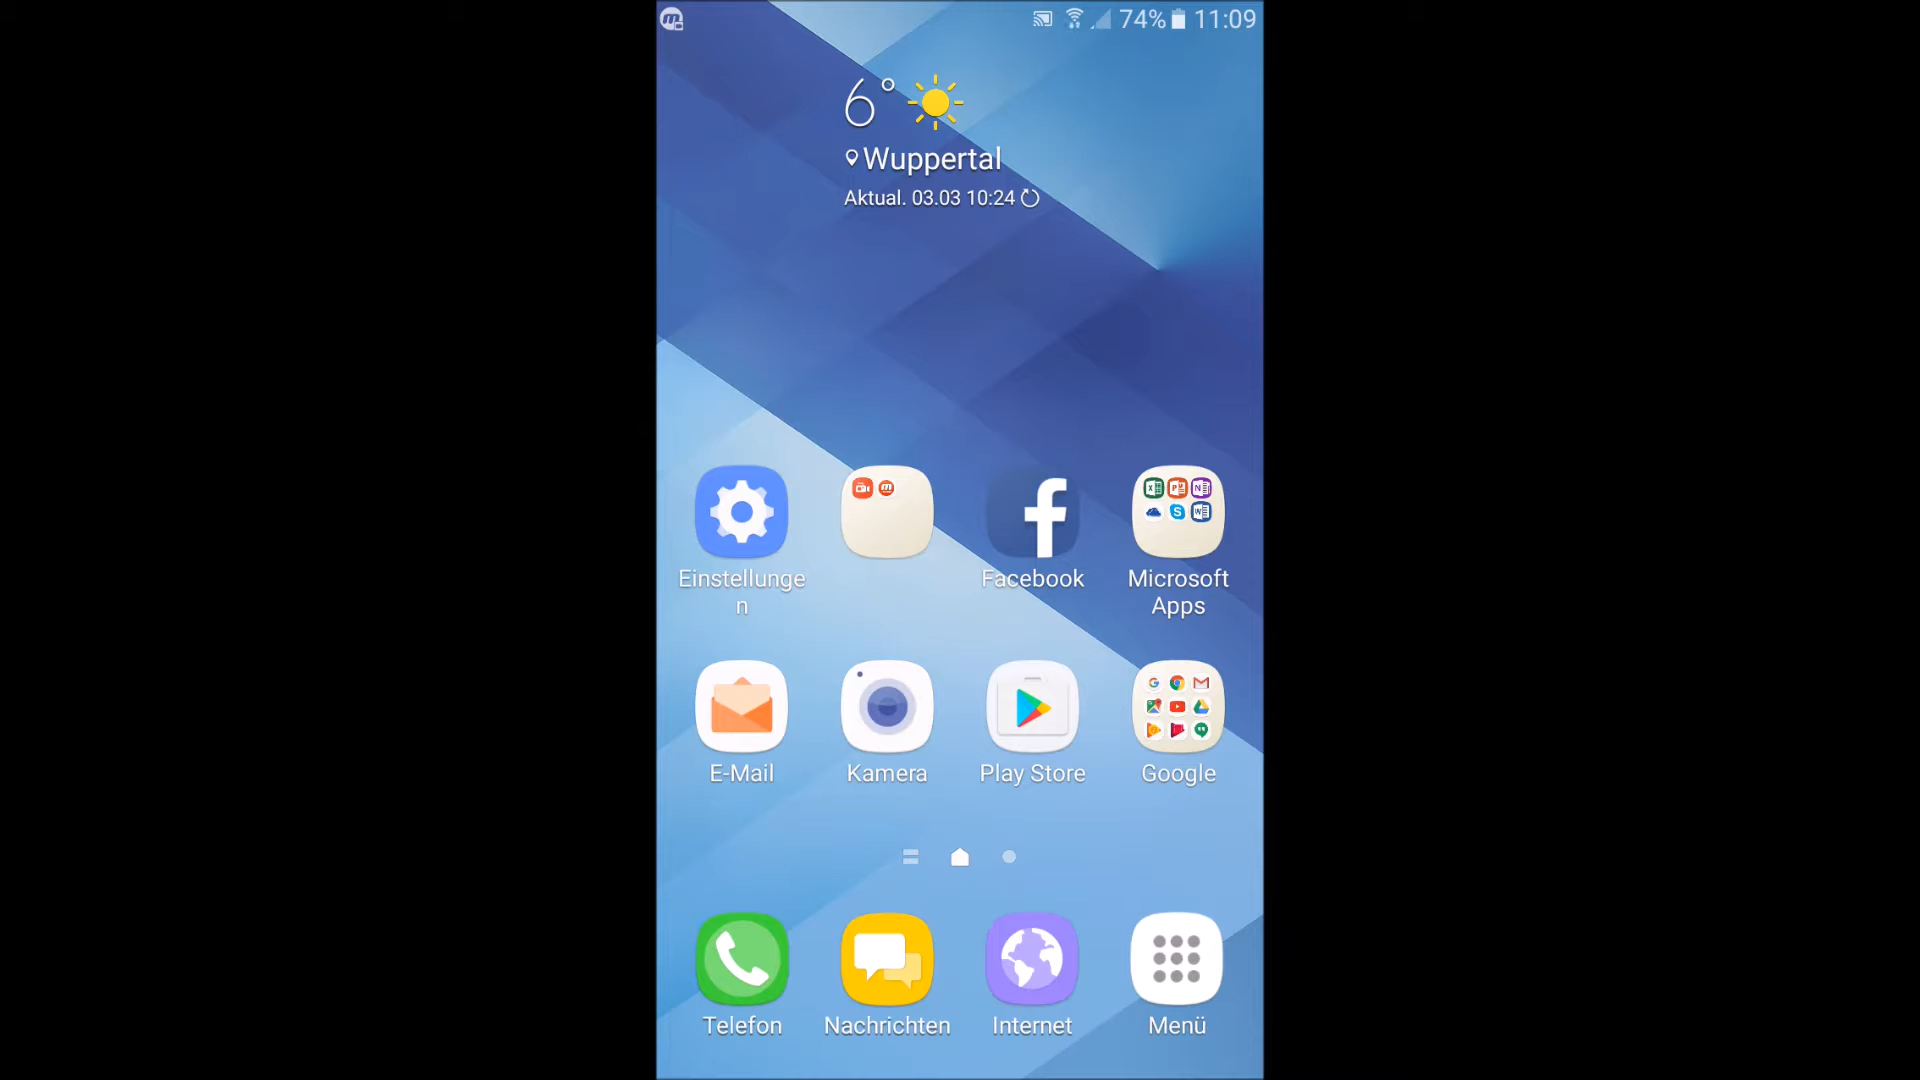 74% 11:09
6°
Wuppertal
Aktual. 03.03 10:24
Einstellunge
n
Facebook
Microsoft
Apps
E-Mail
Kamera
Play Store
Google
Telefon
Nachrichten
Internet
Menü